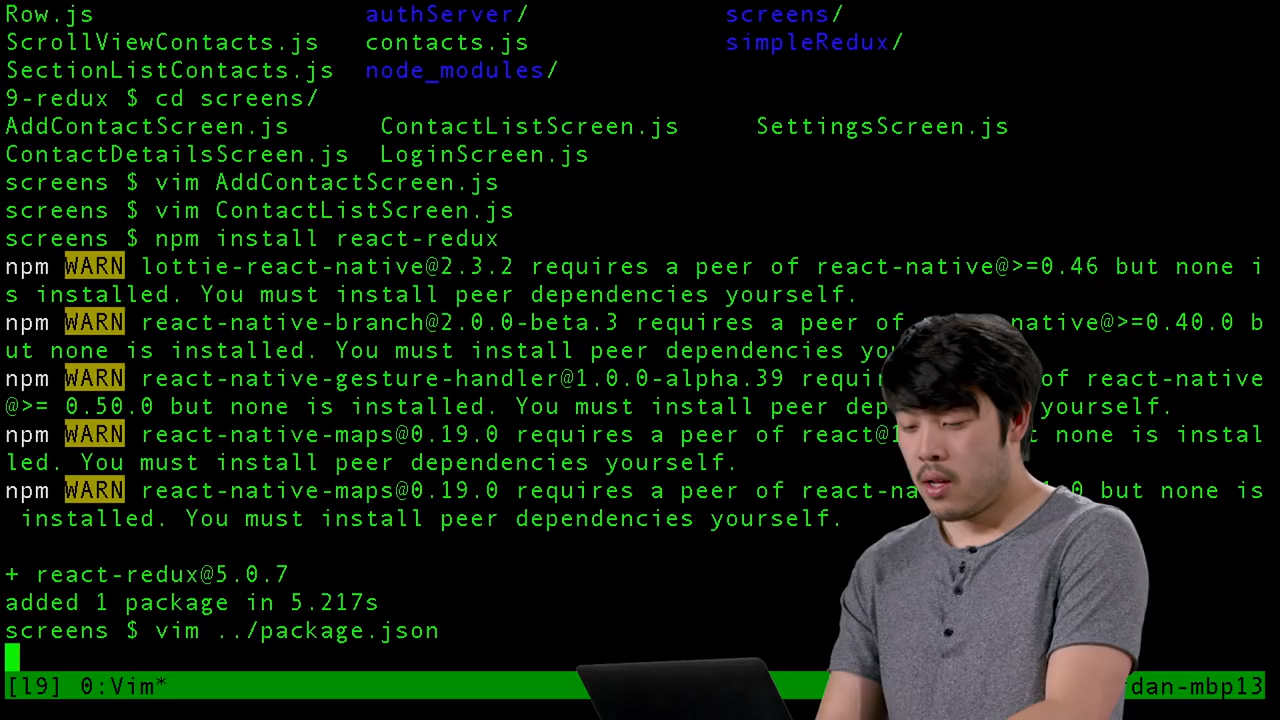 Row.js authServer/ screens/
ScrollViewContacts.js contacts.js simpleRedux/
SectionListContacts.js node_modules/
9-redux $ cd screens/
AddContactScreen.js ContactListScreen.js SettingsScreen.js
ContactDetailsScreen.js LoginScreen.js
screens $ vim AddContactScreen.js
screens $ vim ContactListScreen.js
screens $ npm install react-redux
npm WARN lottie-react-native@2.3.2 requires a peer of react-native@>=0.46 but none i
s installed. You must install peer dependencies yourself.
npm WARN react-native-branch@2.0.0-beta.3 requires a peer of native@>=0.40.0 b
ut none is installed. You must install peer dependencies
npm WARN react-native-gesture-handler@1.0.0-alpha.39 of react-native
@>= 0.50.0 but none is installed. You must install peer yourself.
npm WARN react-native-maps@0.19.0 requires a peer of none is instal
led. You must install peer dependencies yourself.
npm WARN react-native-maps@0.19.0 requires a peer of but none is
installed. You must install peer dependencies yourself.
+ react-redux@5.0.7
added 1 package in 5.217s
screens $ vim ../package.json
[l9] 0:Vim* dan-mbp13